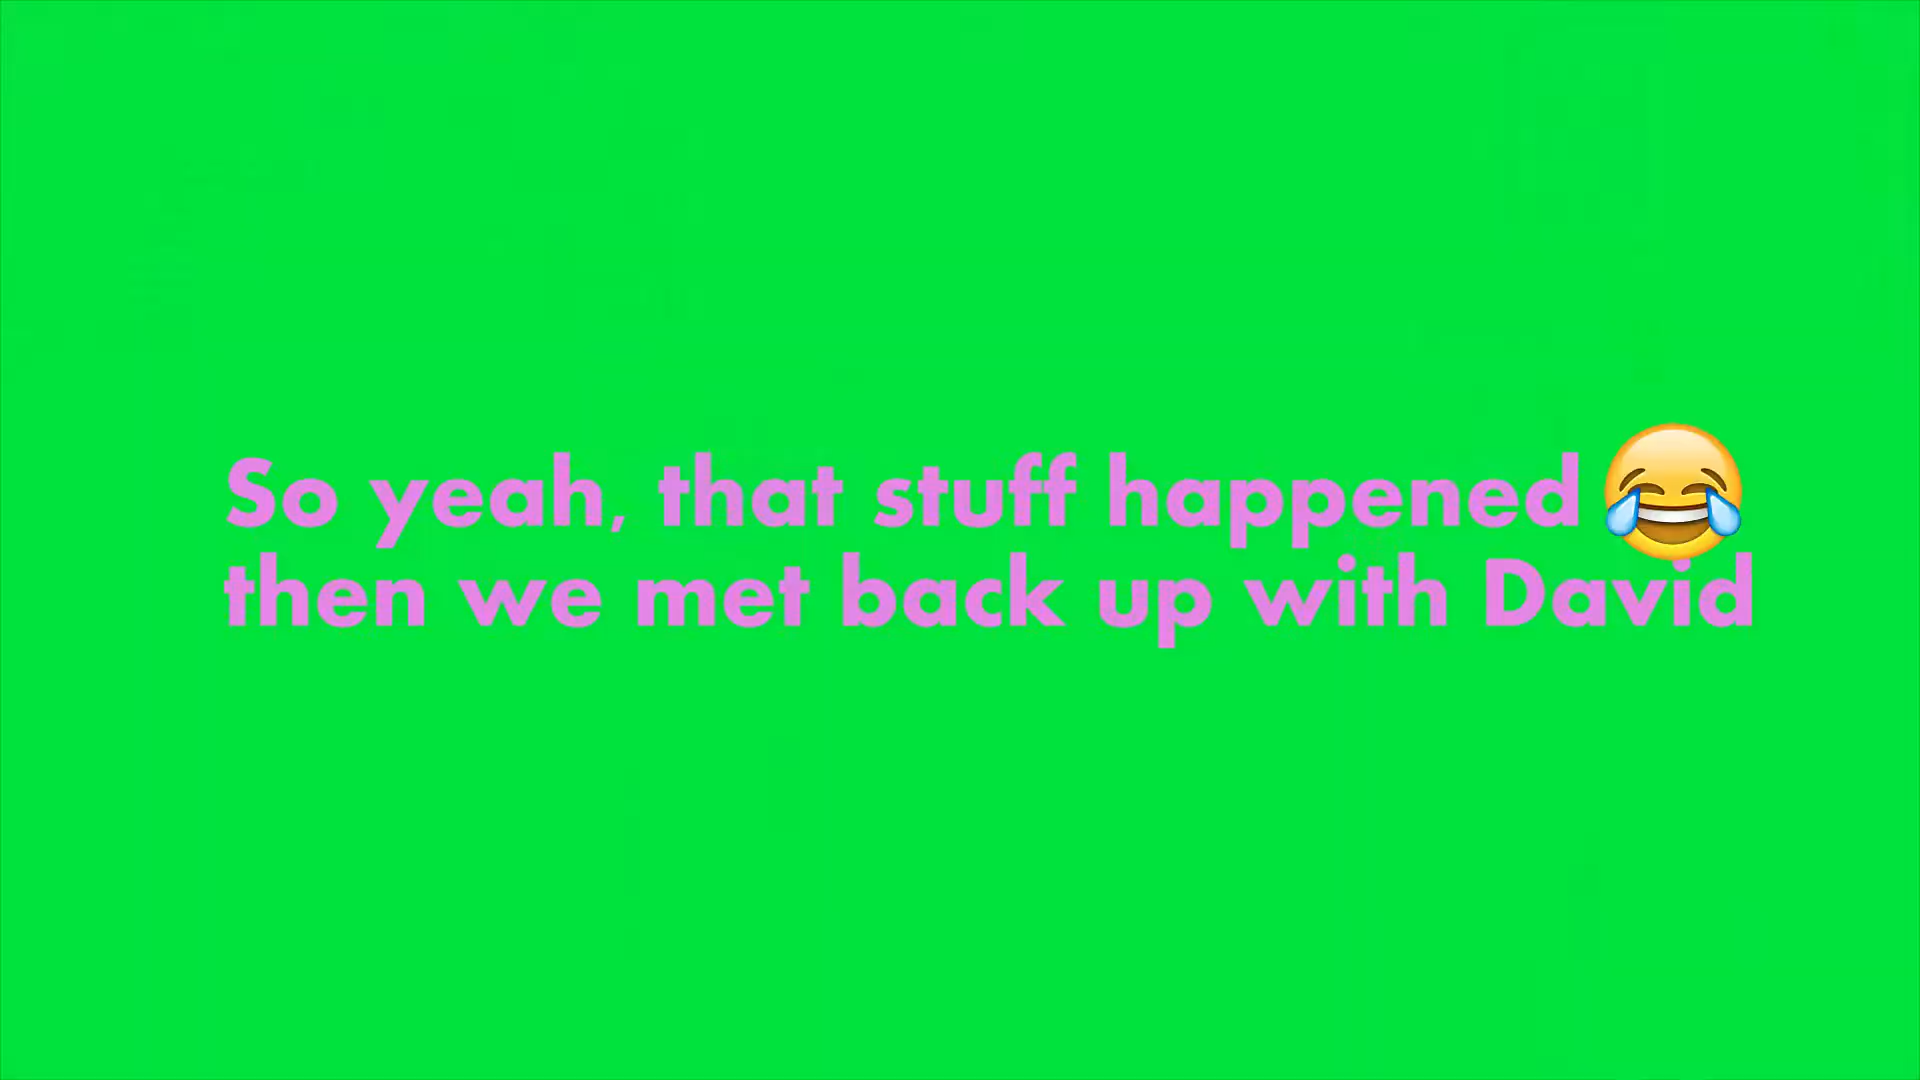 So yeah, that stuff happened 😂
then we met back up with David